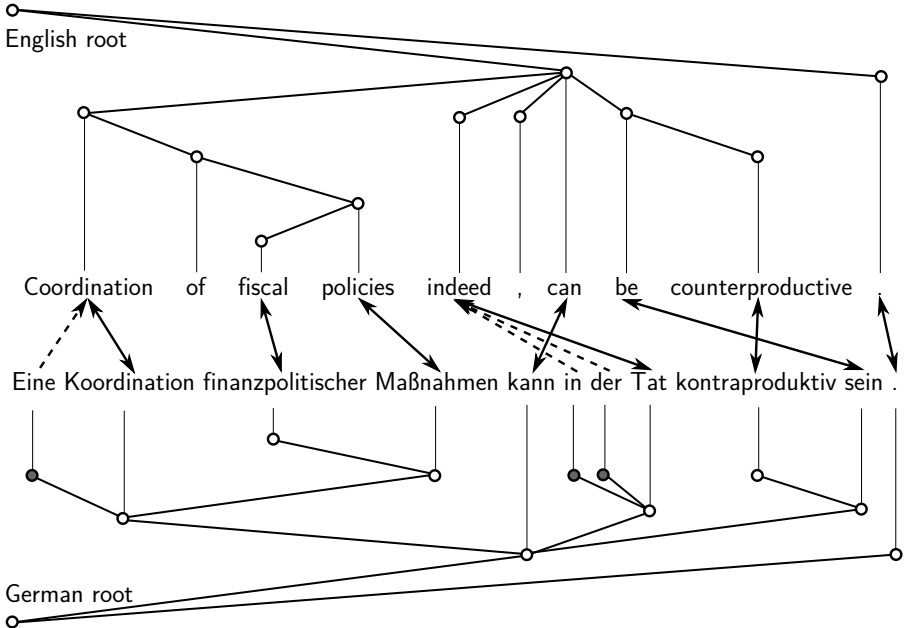 English root
Coordination of fiscal policies indeed , can be counterproductive .
Eine Koordination finanzpolitischer Maßnahmen kann in der Tat kontraproduktiv sein .
German root